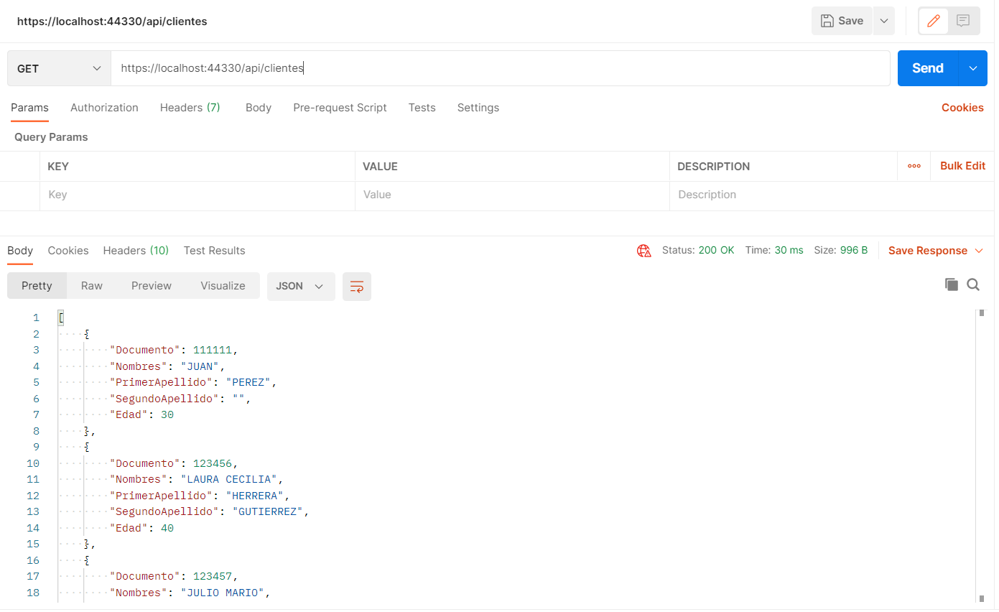 https://localhost:44330/api/clientes Save
GET https://localhost:44330/api/clientes Send
Params Authorization Headers (7) Body Pre-request Script Tests Settings Cookies
Query Params
KEY VALUE DESCRIPTION ooo Bulk Edit
Key Value Description
Body Cookies Headers (10) Test Results Status: 200 OK Time: 30 ms Size: 996 B Save Response
Pretty Raw Preview Visualize JSON
1 [
2 {
3 "Documento": 111111,
4 "Nombres": "JUAN",
5 "PrimerApellido": "PEREZ",
6 "SegundoApellido": "",
7 "Edad": 30
8 },
9 {
10 "Documento": 123456,
11 "Nombres": "LAURA CECILIA",
12 "PrimerApellido": "HERRERA",
13 "SegundoApellido": "GUTIERREZ",
14 "Edad": 40
15 },
16 {
17 "Documento": 123457,
18 "Nombres": "JULIO MARIO",